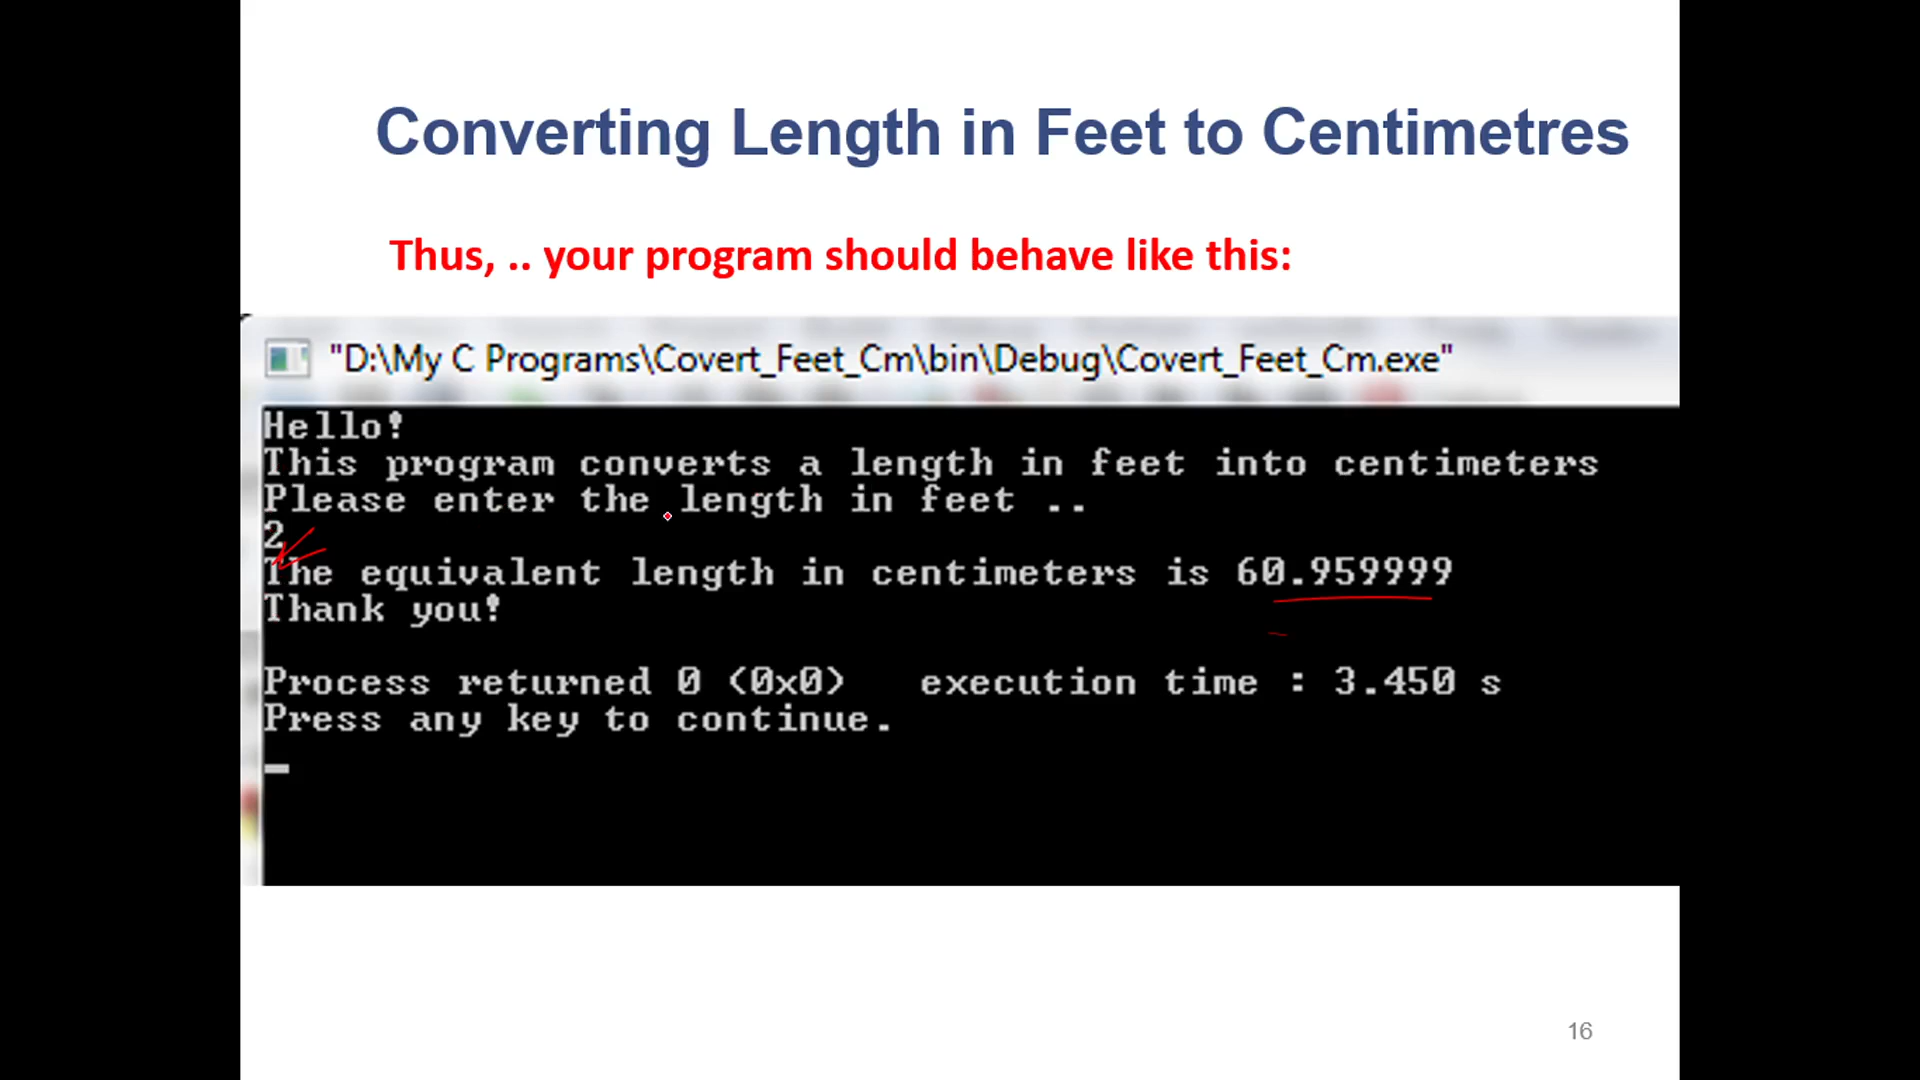 Converting Length in Feet to Centimetres
Thus, .. your program should behave like this:
"D:\My C Programs\Covert_Feet_Cm\bin\Debug\Covert_Feet_Cm.exe"
Hello!
This program converts a length in feet into centimeters
Please enter the length in feet ..
2
The equivalent length in centimeters is 60.959999
Thank you!
Process returned 0 (0x0)   execution time : 3.450 s
Press any key to continue.
16